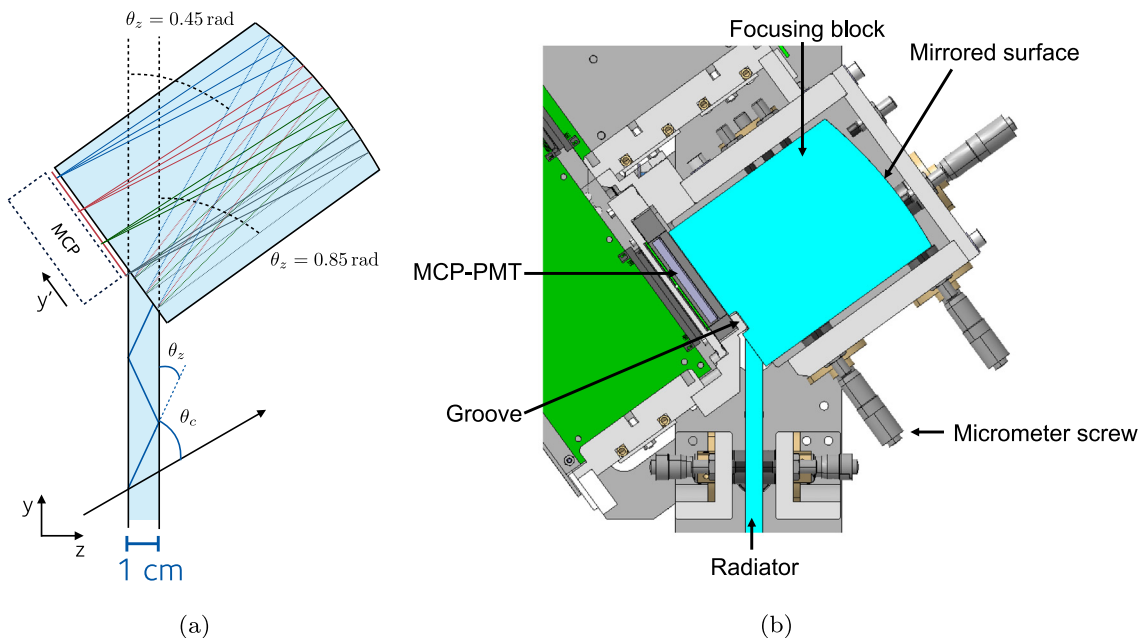 θz = 0.45 rad
θz = 0.85 rad
MCP
y'
θz
θc
y
z
1 cm
(a)
Focusing block
Mirrored surface
MCP-PMT
Groove
Micrometer screw
Radiator
(b)